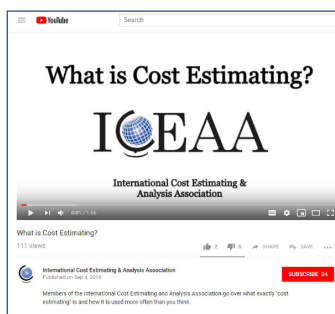 YouTube
Search
What is Cost Estimating?
ICEAA
International Cost Estimating &
Analysis Association
0:01 / 1:56
What is Cost Estimating?
111 views
2 0 SHARE SAVE
International Cost Estimating & Analysis Association
Published on Sep 4, 2018
SUBSCRIBE 34
Members of the International Cost Estimating and Analysis Association go over what exactly "cost
estimating" is and how it is used more often than you think.